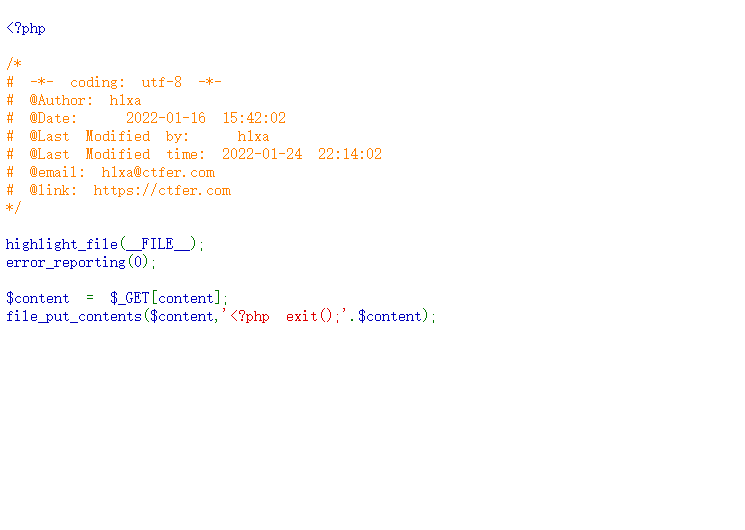 <?php
/*
# -*- coding: utf-8 -*-
# @Author: h1xa
# @Date:   2022-01-16 15:42:02
# @Last Modified by:   h1xa
# @Last Modified time: 2022-01-24 22:14:02
# @email: h1xa@ctfer.com
# @link: https://ctfer.com
*/
highlight_file(__FILE__);
error_reporting(0);
$content = $_GET[content];
file_put_contents($content,'<?php exit();'.$content);